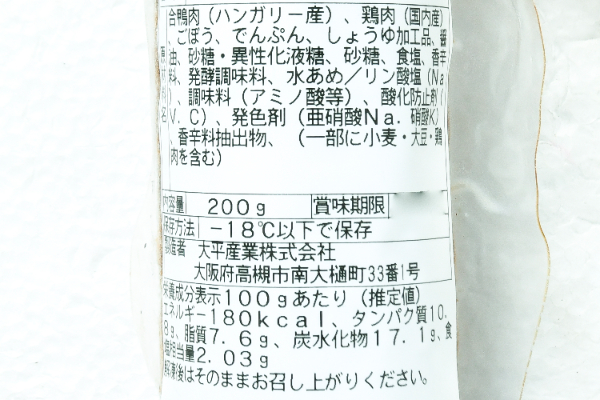 合鴨肉（ハンガリー産）、鶏肉（国内産）
、ごぼう、でんぷん、しょうゆ加工品、醤
油、砂糖・異性化液糖、砂糖、食塩、香辛
料、発酵調味料、水あめ／リン酸塩（Na
）、調味料（アミノ酸等）、酸化防止剤（
V．C）、発色剤（亜硝酸Na．硝酸K）
、香辛料抽出物、（一部に小麦・大豆・鶏
肉を含む）
内容量 200g 賞味期限
保存方法 －18℃以下で保存
製造者 大平産業株式会社
大阪府高槻市南大樋町33番1号
栄養成分表示100gあたり（推定値）
エネルギー180kcal、タンパク質10.
8g、脂質7.6g、炭水化物17.1g、食
塩相当量2.03g
解凍後はそのままお召し上がりください。